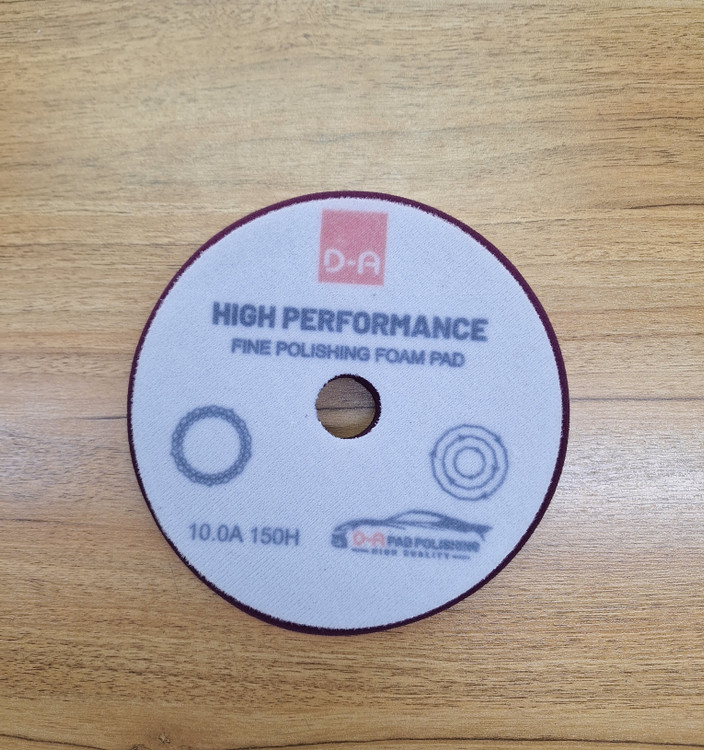 D-A
HIGH PERFORMANCE
FINE POLISHING FOAM PAD
10.0A 150H
D-A PAD POLISHING
HIGH QUALITY